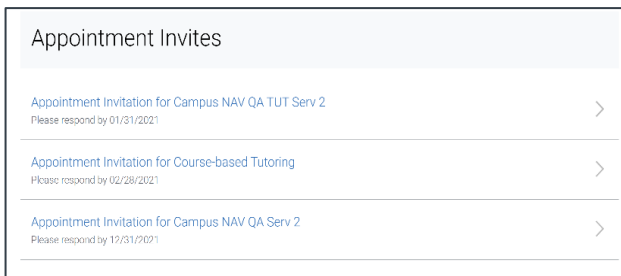 Appointment Invites
Appointment Invitation for Campus NAV QA TUT Serv 2
Please respond by 01/31/2021
Appointment Invitation for Course-based Tutoring
Please respond by 02/28/2021
Appointment Invitation for Campus NAV QA Serv 2
Please respond by 12/31/2021